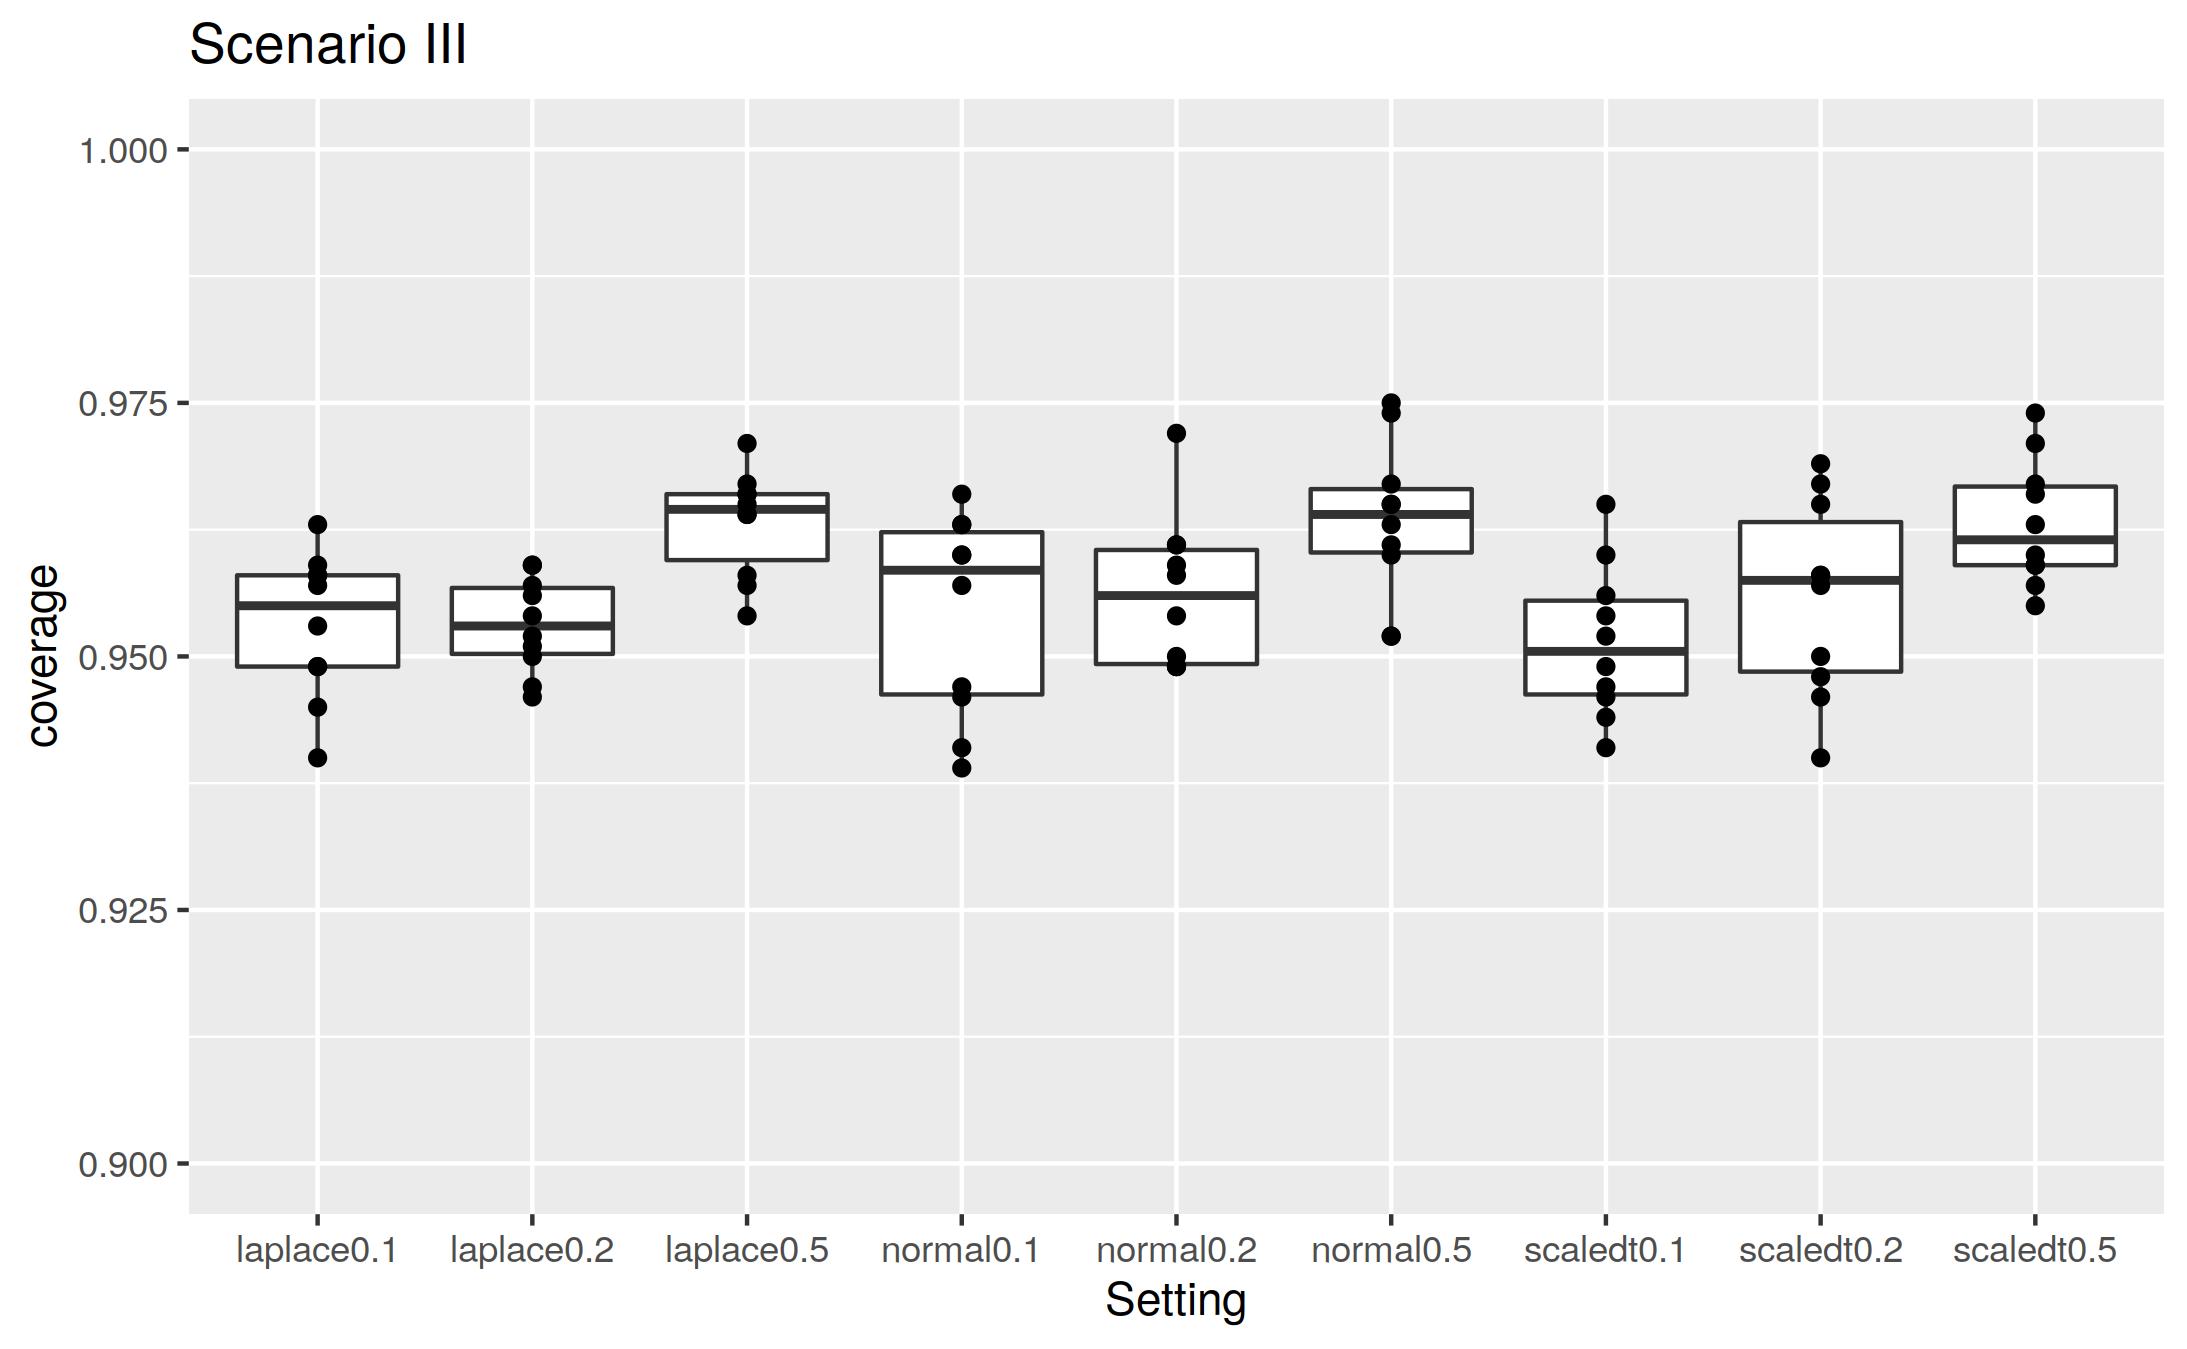 Scenario III
1.000
0.975
0.950
0.925
0.900
coverage
laplace0.1 laplace0.2 laplace0.5 normal0.1 normal0.2 normal0.5 scaledt0.1 scaledt0.2 scaledt0.5
Setting